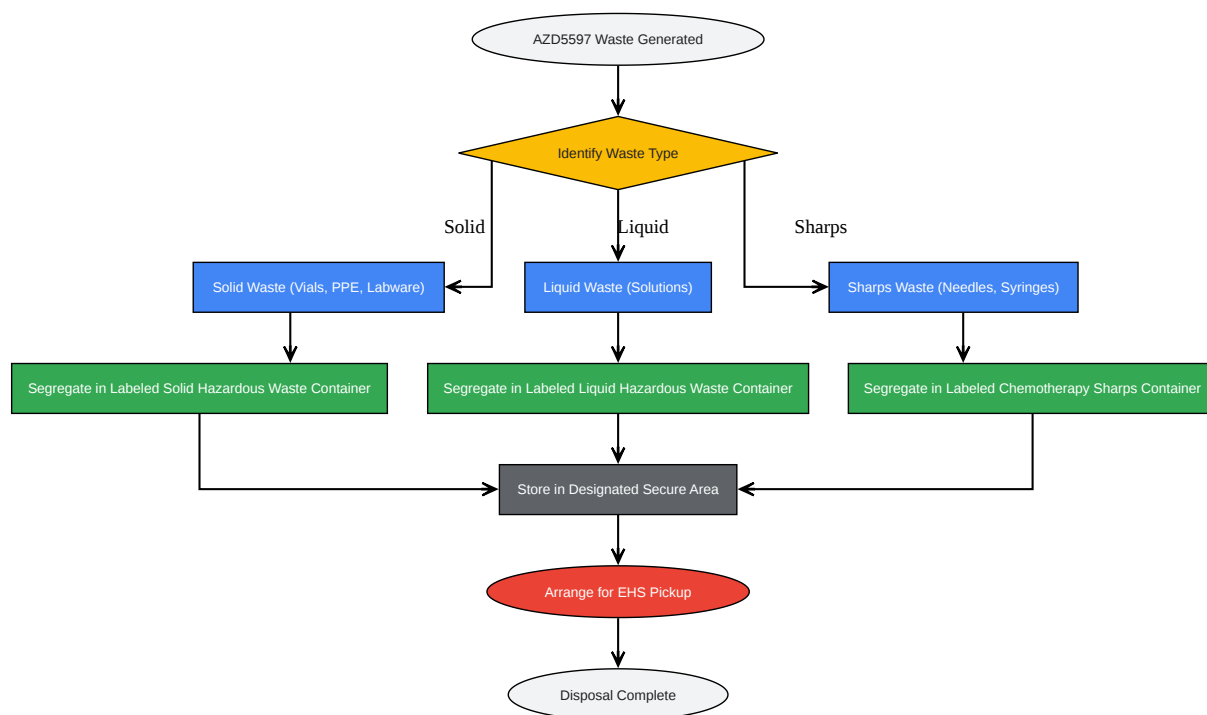 AZD5597 Waste Generated
Identify Waste Type
Solid
Liquid
Sharps
Solid Waste (Vials, PPE, Labware)
Liquid Waste (Solutions)
Sharps Waste (Needles, Syringes)
Segregate in Labeled Solid Hazardous Waste Container
Segregate in Labeled Liquid Hazardous Waste Container
Segregate in Labeled Chemotherapy Sharps Container
Store in Designated Secure Area
Arrange for EHS Pickup
Disposal Complete